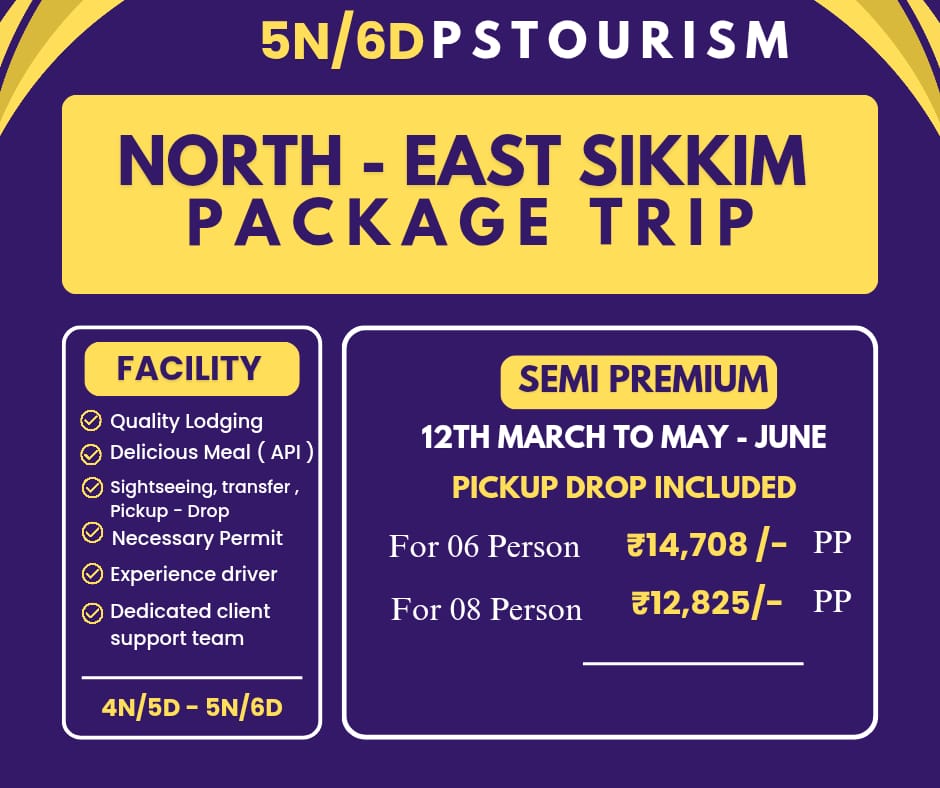 5N/6D PSTOURISM
NORTH - EAST SIKKIM
PACKAGE TRIP
FACILITY
Quality Lodging
Delicious Meal ( API )
Sightseeing, transfer ,
Pickup - Drop
Necessary Permit
Experience driver
Dedicated client
support team
4N/5D - 5N/6D
SEMI PREMIUM
12TH MARCH TO MAY - JUNE
PICKUP DROP INCLUDED
For 06 Person ₹14,708 /- PP
For 08 Person ₹12,825/- PP